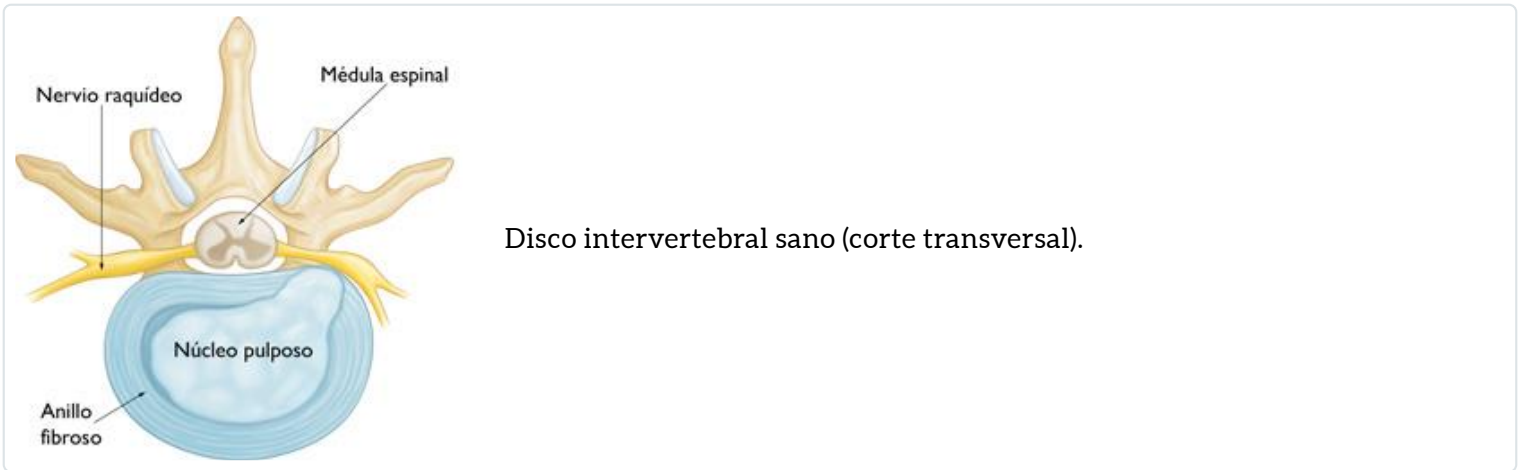 Médula espinal
Nervio raquídeo
Disco intervertebral sano (corte transversal).
Núcleo pulposo
Anillo
fibroso